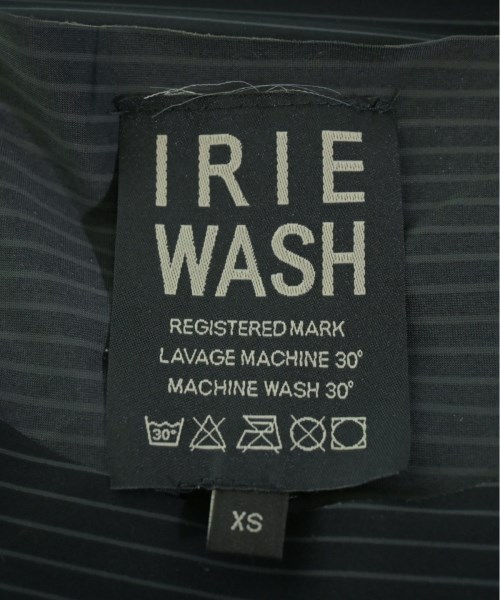 IRIE
WASH
REGISTERED MARK
LAVAGE MACHINE 30°
MACHINE WASH 30°
30°
XS